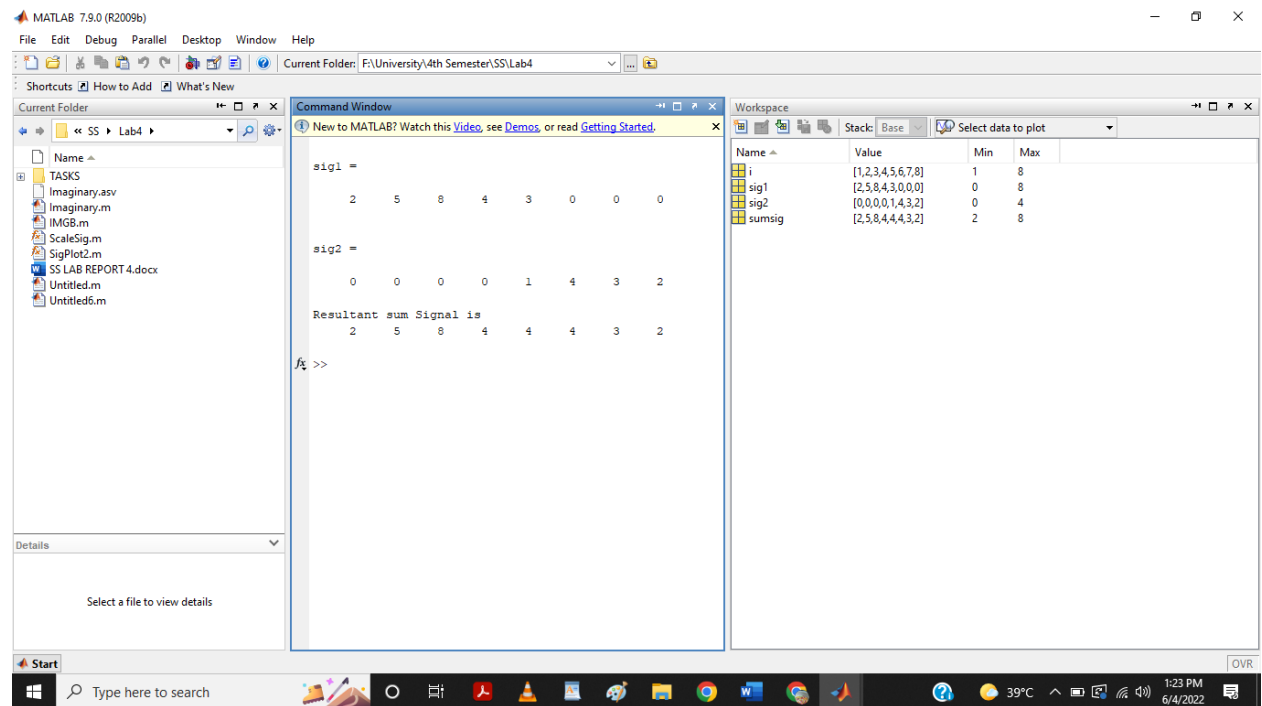 MATLAB 7.9.0 (R2009b)
File Edit Debug Parallel Desktop Window Help
Current Folder: F:\University\4th Semester\SS\Lab4
Shortcuts How to Add What's New
Current Folder
« SS Lab4
Name
TASKS
Imaginary.asv
Imaginary.m
IMGB.m
ScaleSig.m
SigPlot2.m
SS LAB REPORT 4.docx
Untitled.m
Untitled6.m
Details
Select a file to view details
Command Window
New to MATLAB? Watch this Video, see Demos, or read Getting Started.
sig1 =
2 5 8 4 3 0 0 0
sig2 =
0 0 0 0 1 4 3 2
Resultant sum Signal is
2 5 8 4 4 4 3 2
fx >>
Workspace
Stack: Base Select data to plot
Name Value Min Max
i [1,2,3,4,5,6,7,8] 1 8
sig1 [2,5,8,4,3,0,0,0] 0 8
sig2 [0,0,0,0,1,4,3,2] 0 4
sumsig [2,5,8,4,4,4,3,2] 2 8
Start
OVR
Type here to search
39°C
1:23 PM
6/4/2022